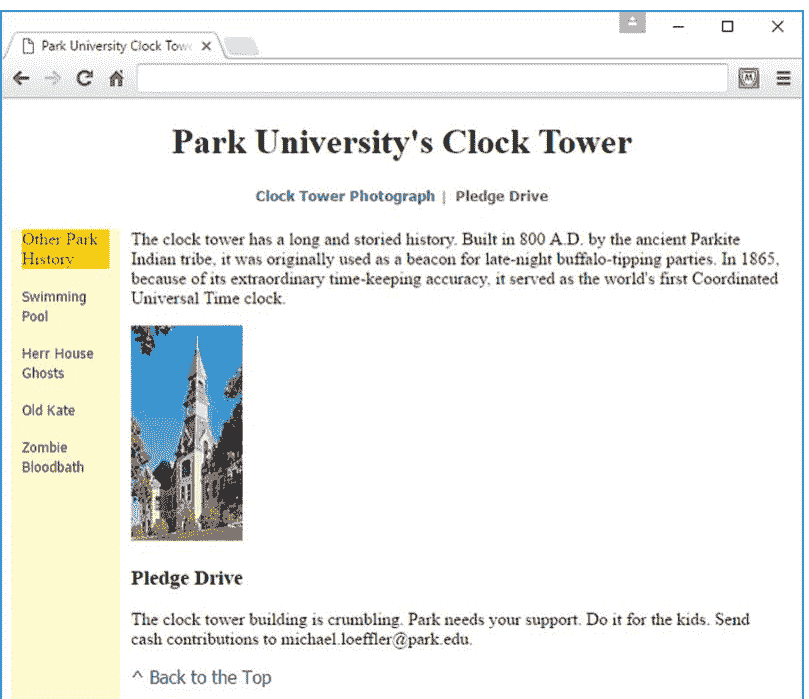 Park University Clock Tow
Park University's Clock Tower
Clock Tower Photograph | Pledge Drive
Other Park
History
Swimming
Pool
Herr House
Ghosts
Old Kate
Zombie
Bloodbath
The clock tower has a long and storied history. Built in 800 A.D. by the ancient Parkite
Indian tribe, it was originally used as a beacon for late-night buffalo-tipping parties. In 1865,
because of its extraordinary time-keeping accuracy, it served as the world's first Coordinated
Universal Time clock.
Pledge Drive
The clock tower building is crumbling. Park needs your support. Do it for the kids. Send
cash contributions to michael.loeffler@park.edu.
^ Back to the Top